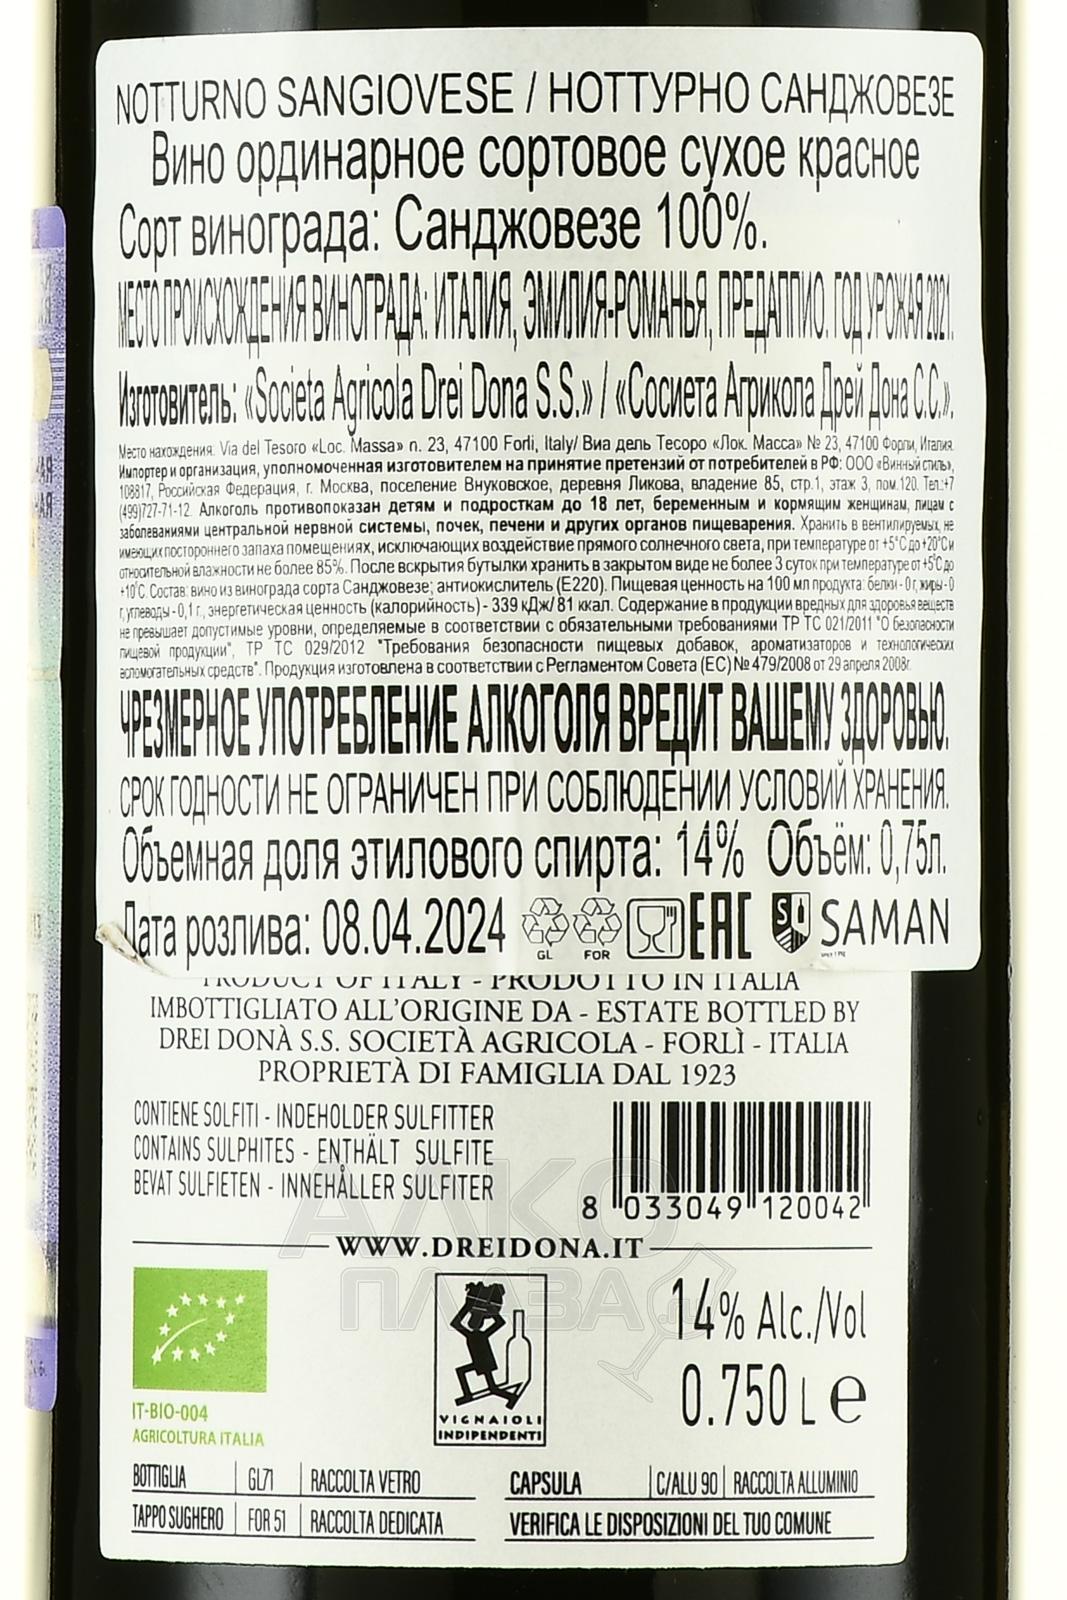 NOTTURNO SANGIOVESE / НОТТУРНО САНДЖОВЕЗЕ
Вино ординарное сортовое сухое красное
Сорт винограда: Санджовезе 100%.
МЕСТО ПРОИСХОЖДЕНИЯ ВИНОГРАДА: ИТАЛИЯ, ЭМИЛИЯ-РОМАНЬЯ, ПРЕДАППИО. ГОД УРОЖАЯ 2021.
Изготовитель: «Societa Agricola Drei Dona S.S.» / «Сосиета Агрикола Дрей Дона С.С.».
Место нахождения: Via del Tesoro «Loc. Massa» n. 23, 47100 Forli, Italy/ Виа дель Тесоро «Лок. Масса» № 23, 47100 Форли, Италия.
Импортер и организация, уполномоченная изготовителем на принятие претензий от потребителей в РФ: ООО «Винный стиль»,
108817, Российская Федерация, г. Москва, поселение Внуковское, деревня Ликова, владение 85, стр.1, этаж 3, пом.120. Тел.:+7
(499)727-71-12. Алкоголь противопоказан детям и подросткам до 18 лет, беременным и кормящим женщинам, лицам с
заболеваниями центральной нервной системы, почек, печени и других органов пищеварения. Хранить в вентилируемых, не
имеющих постороннего запаха помещениях, исключающих воздействие прямого солнечного света, при температуре от +5°С до +20°С и
относительной влажности не более 85%. После вскрытия бутылки хранить в закрытом виде не более 3 суток при температуре от +5°С до
+10°С. Состав: вино из винограда сорта Санджовезе; антиокислитель (Е220). Пищевая ценность на 100 мл продукта: белки - 0 г, жиры - 0
г, углеводы - 0,1 г., энергетическая ценность (калорийность) - 339 кДж/ 81 ккал. Содержание в продукции вредных для здоровья веществ
не превышает допустимые уровни, определяемые в соответствии с обязательными требованиями ТР ТС 021/2011 "О безопасности
пищевой продукции", ТР ТС 029/2012 "Требования безопасности пищевых добавок, ароматизаторов и технологических
вспомогательных средств". Продукция изготовлена в соответствии с Регламентом Совета (ЕС) № 479/2008 от 29 апреля 2008г.
ЧРЕЗМЕРНОЕ УПОТРЕБЛЕНИЕ АЛКОГОЛЯ ВРЕДИТ ВАШЕМУ ЗДОРОВЬЮ.
СРОК ГОДНОСТИ НЕ ОГРАНИЧЕН ПРИ СОБЛЮДЕНИИ УСЛОВИЙ ХРАНЕНИЯ.
Объемная доля этилового спирта: 14% Объём: 0,75л.
Дата розлива: 08.04.2024 GL FOR EAC SAMAN
PRODUCT OF ITALY - PRODOTTO IN ITALIA
IMBOTTIGLIATO ALL'ORIGINE DA - ESTATE BOTTLED BY
DREI DONÀ S.S. SOCIETÀ AGRICOLA - FORLÌ - ITALIA
PROPRIETÀ DI FAMIGLIA DAL 1923
CONTIENE SOLFITI - INDEHOLDER SULFITTER
CONTAINS SULPHITES - ENTHÄLT SULFITE
BEVAT SULFIETEN - INNEHÅLLER SULFITER
8 033049 120042
WWW.DREIDONA.IT
АЛКО
ПЛАЗА.ru
14% Alc./Vol
0.750 L e
IT-BIO-004
AGRICOLTURA ITALIA
VIGNAIOLI
INDIPENDENTI
BOTTIGLIA GL71 RACCOLTA VETRO
TAPPO SUGHERO FOR 51 RACCOLTA DEDICATA
CAPSULA C/ALU 90 RACCOLTA ALLUMINIO
VERIFICA LE DISPOSIZIONI DEL TUO COMUNE